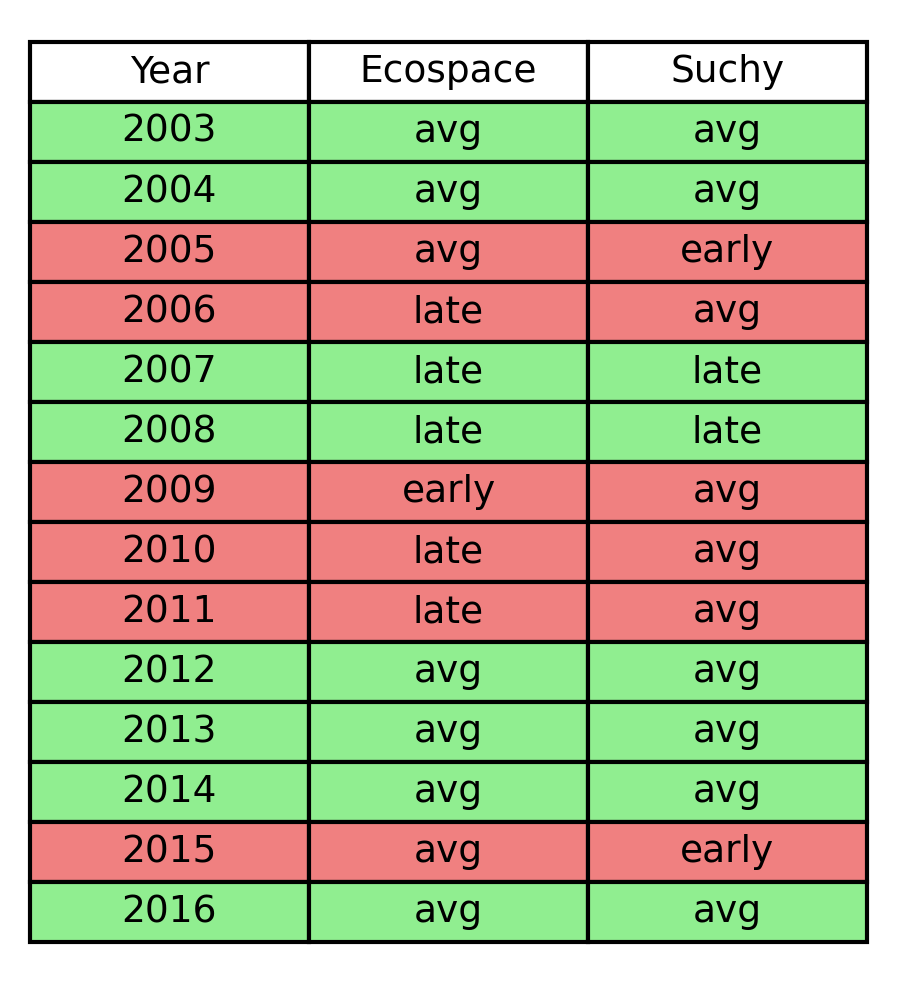 Year Ecospace Suchy
2003 avg avg
2004 avg avg
2005 avg early
2006 late avg
2007 late late
2008 late late
2009 early avg
2010 late avg
2011 late avg
2012 avg avg
2013 avg avg
2014 avg avg
2015 avg early
2016 avg avg